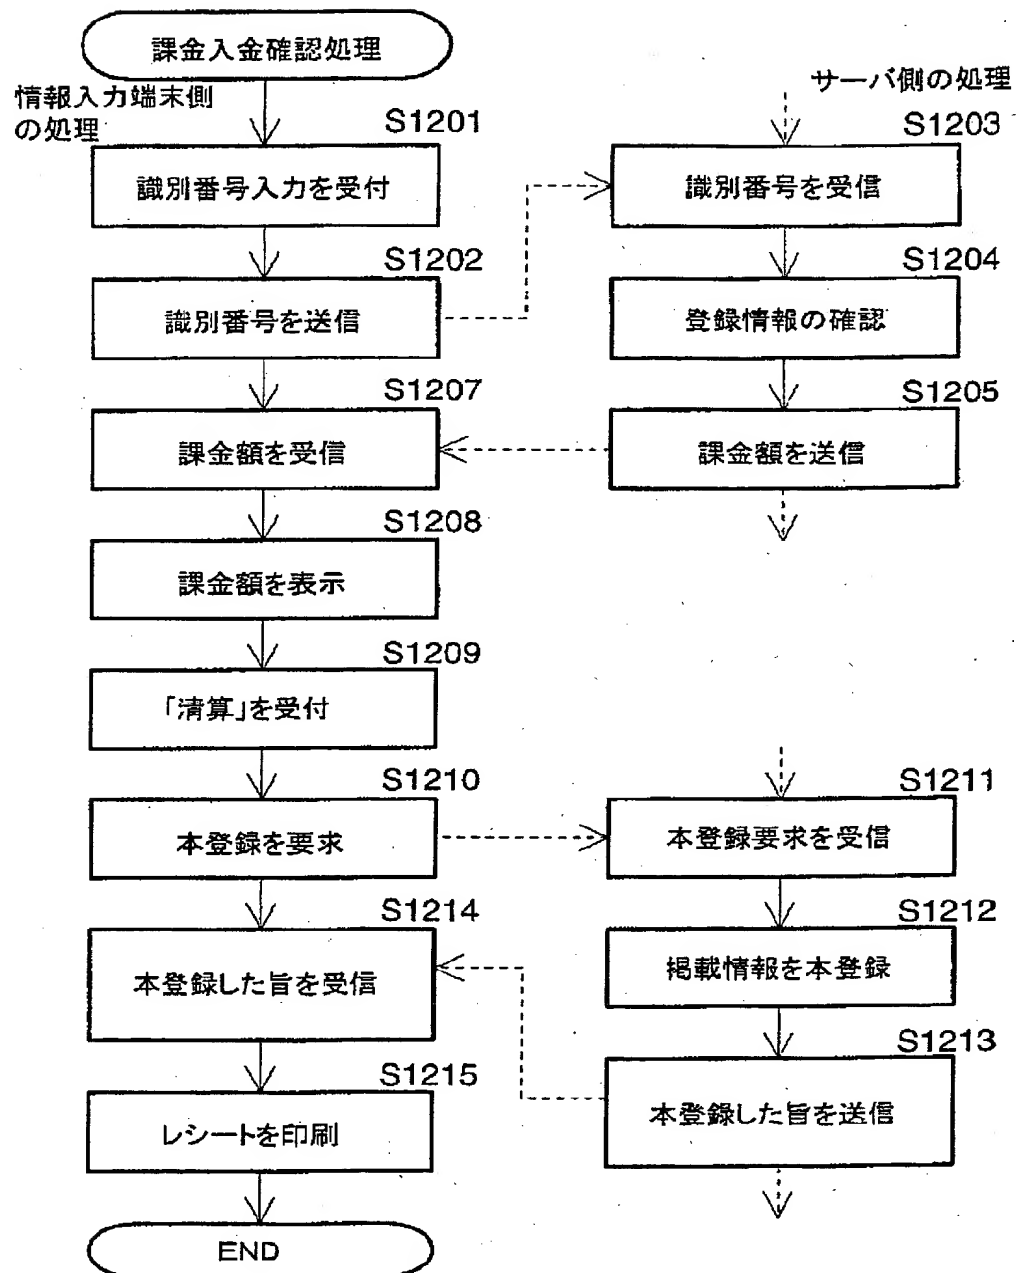 課金入金確認処理
情報入力端末側
の処理
サーバ側の処理
S1201
識別番号入力を受付
S1203
識別番号を受信
S1202
識別番号を送信
S1204
登録情報の確認
S1207
課金額を受信
S1205
課金額を送信
S1208
課金額を表示
S1209
「清算」を受付
S1210
本登録を要求
S1211
本登録要求を受信
S1214
本登録した旨を受信
S1212
掲載情報を本登録
S1213
本登録した旨を送信
S1215
レシートを印刷
END